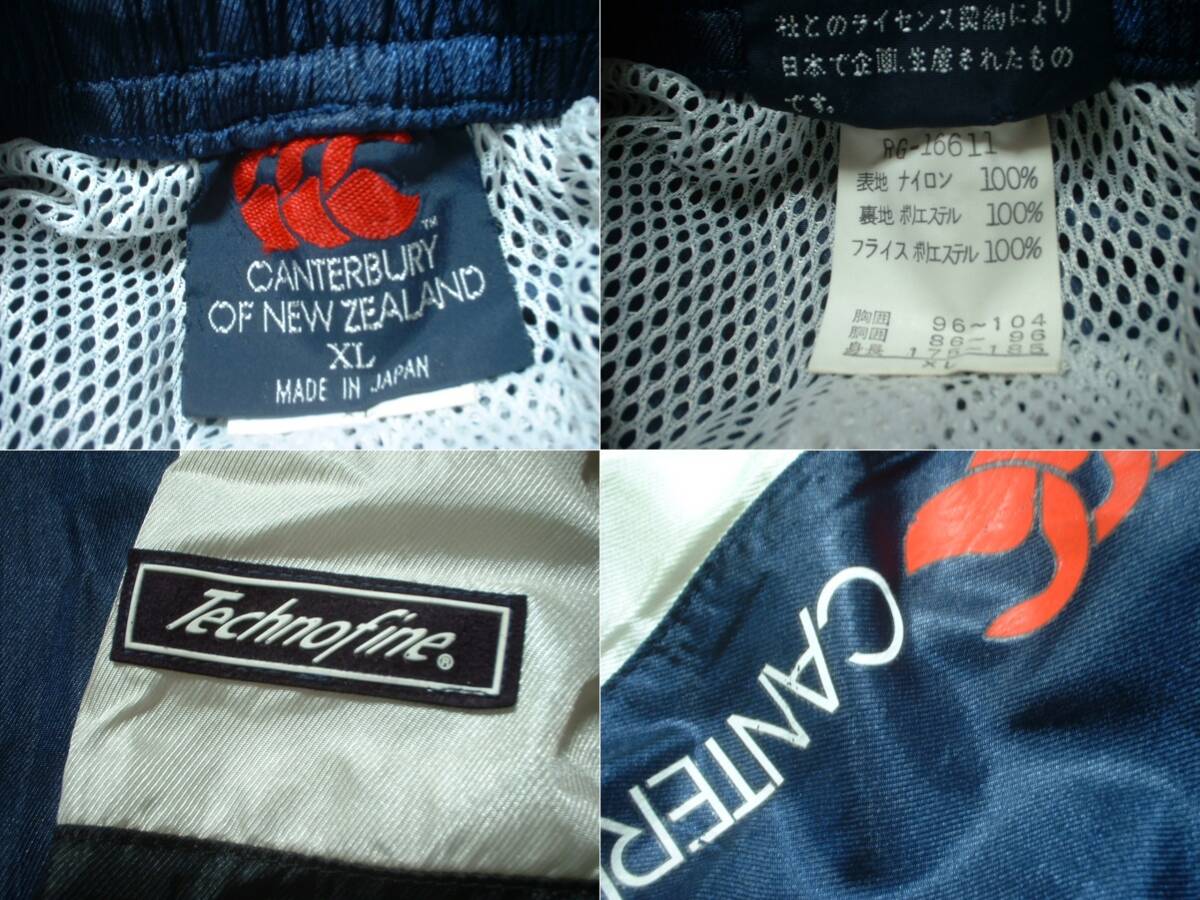 CANTERBURY™
OF NEW ZEALAND
XL
MADE IN JAPAN
社とのライセンス契約により
日本で企画、生産されたもの
です。
RG-16611
表地 ナイロン 100%
裏地 ポリエステル 100%
フライス ポリエステル 100%
胸囲 96~104
胴囲 86~96
身長 175~185
XL
Technofine®
CANTER